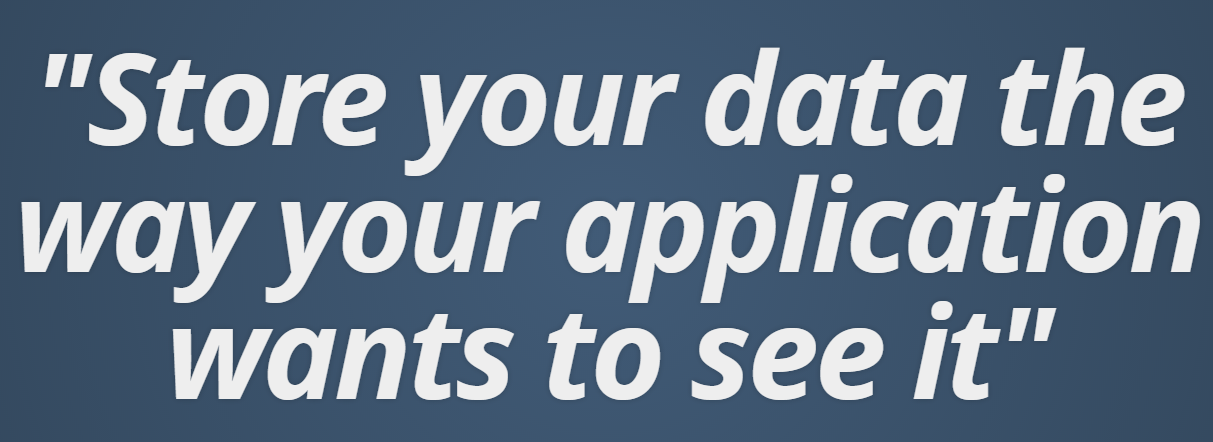 "Store your data the
way your application
wants to see it"